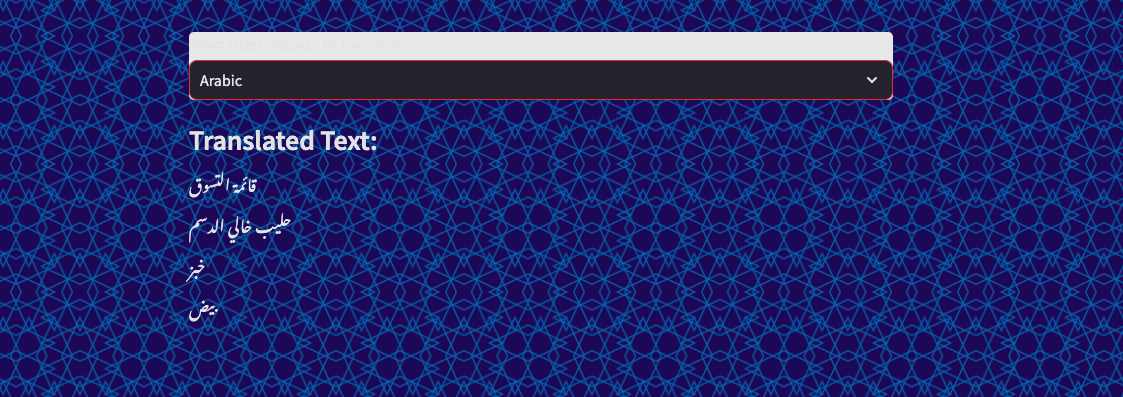 Select target language for translation
Arabic
Translated Text:
قائمة التسوق
حليب خالي الدسم
خبز
بيض